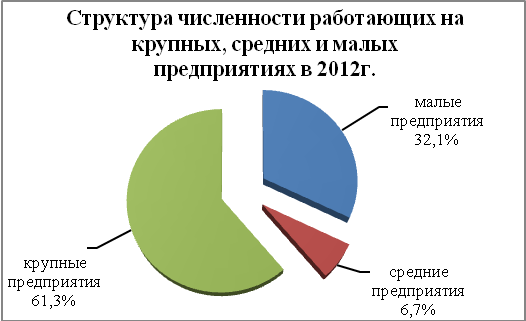 Структура численности работающих на
крупных, средних и малых
предприятиях в 2012г.
малые
предприятия
32,1%
средние
предприятия
6,7%
крупные
предприятия
61,3%